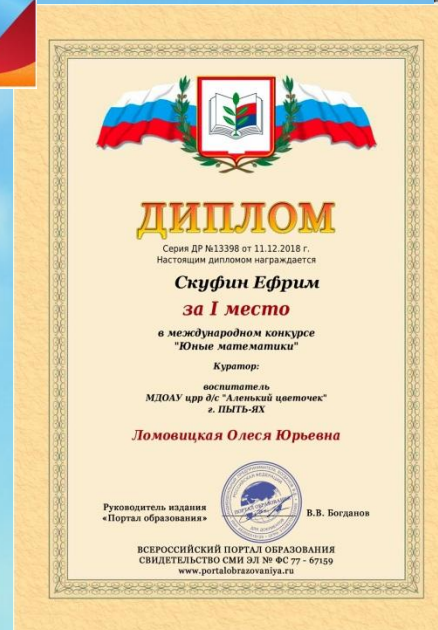 ДИПЛОМ
Серия ДР №13398 от 11.12.2018 г.
Настоящим дипломом награждается
Скуфин Ефрим
за I место
в международном конкурсе
"Юные математики"
Куратор:
воспитатель
МДОАУ црр д/с "Аленький цветочек"
г. ПЫТЬ-ЯХ
Ломовицкая Олеся Юрьевна
Руководитель издания
«Портал образования»
В.В. Богданов
ПОРТАЛ ОБРАЗОВАНИЯ
ВСЕРОССИЙСКИЙ ПОРТАЛ ОБРАЗОВАНИЯ
СВИДЕТЕЛЬСТВО СМИ ЭЛ № ФС 77 - 67159
www.portalobrazovaniya.ru